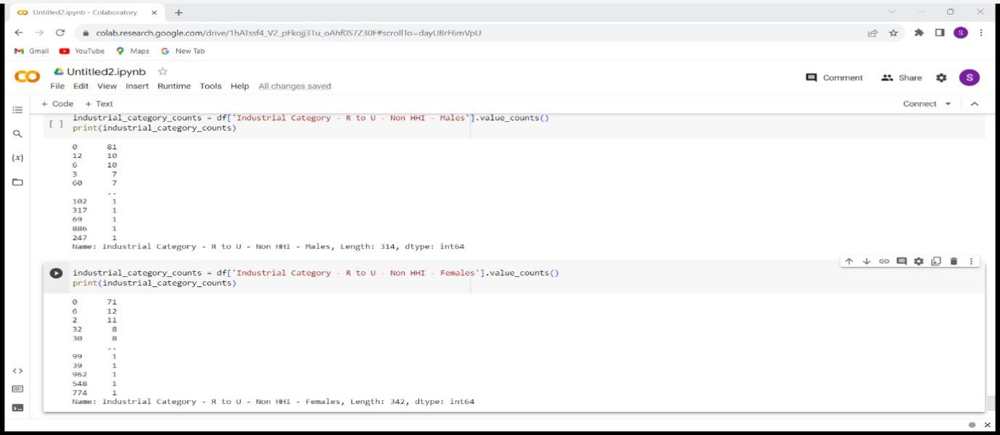 Untitled2.ipynb - Colaboratory
colab.research.google.com/drive/1hATssf4_V2_pFkojj3Tu_oAhf0S7Z30F#scrollTo=dayUBrF6mVpU
Gmail YouTube Maps G New Tab
CO Untitled2.ipynb
File Edit View Insert Runtime Tools Help All changes saved
Comment Share S
+ Code + Text Connect
[ ] industrial_category_counts = df['Industrial Category - R to U - Non HHI - Males'].value_counts()
print(industrial_category_counts)
0 81
12 10
6 10
3 7
60 7
..
102 1
317 1
69 1
886 1
247 1
Name: Industrial Category - R to U - Non HHI - Males, Length: 314, dtype: int64
{x}
industrial_category_counts = df['Industrial Category - R to U - Non HHI - Females'].value_counts()
print(industrial_category_counts)
0 71
6 12
2 11
32 8
30 8
..
99 1
39 1
962 1
548 1
774 1
Name: Industrial Category - R to U - Non HHI - Females, Length: 342, dtype: int64